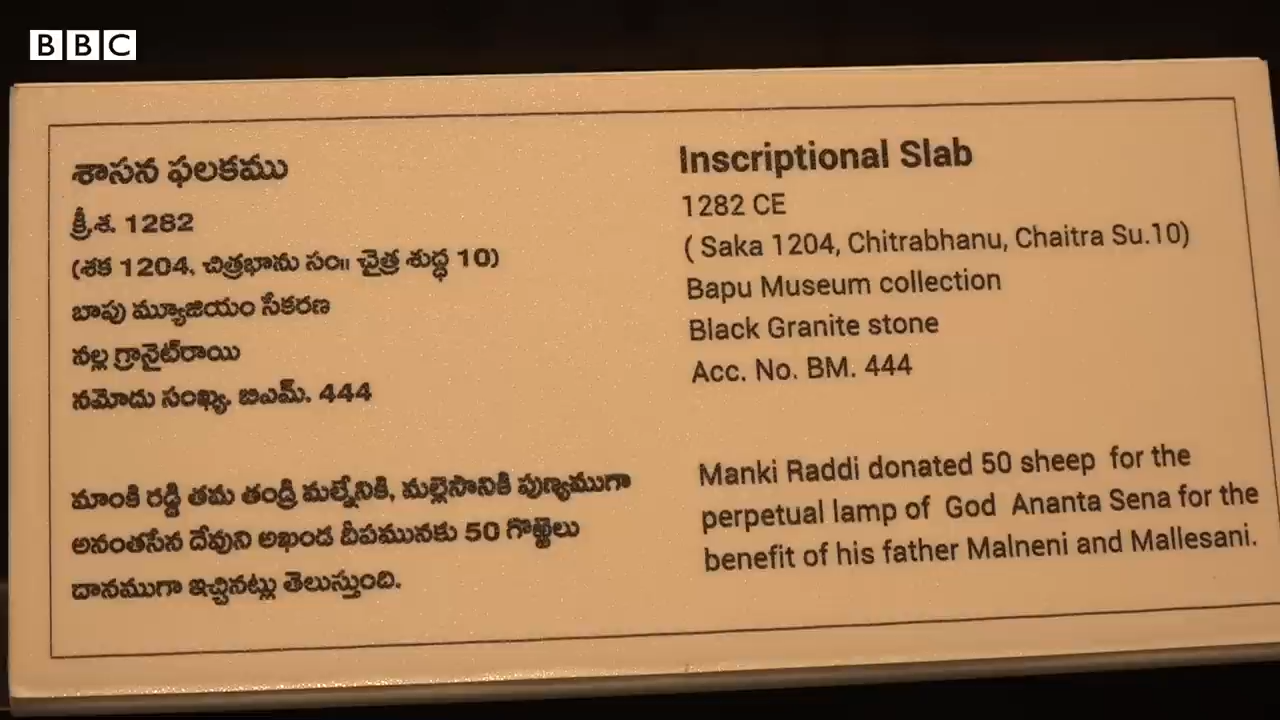 BBC
శాసన ఫలకము
క్రీ.శ. 1282
(శక 1204, చిత్రభాను సం॥ చైత్ర శుద్ధ 10)
బాపు మ్యూజియం సేకరణ
నల్ల గ్రానైట్‌రాయి
నమోదు సంఖ్య. బిఎమ్. 444
మాంకి రడ్డి తమ తండ్రి మల్నేనికి, మల్లెసానికి పుణ్యముగా
అనంతసేన దేవుని అఖండ దీపమునకు 50 గొఱ్ఱెలు
దానముగా ఇచ్చినట్లు తెలుస్తుంది.
Inscriptional Slab
1282 CE
( Saka 1204, Chitrabhanu, Chaitra Su.10)
Bapu Museum collection
Black Granite stone
Acc. No. BM. 444
Manki Raddi donated 50 sheep for the
perpetual lamp of God Ananta Sena for the
benefit of his father Malneni and Mallesani.